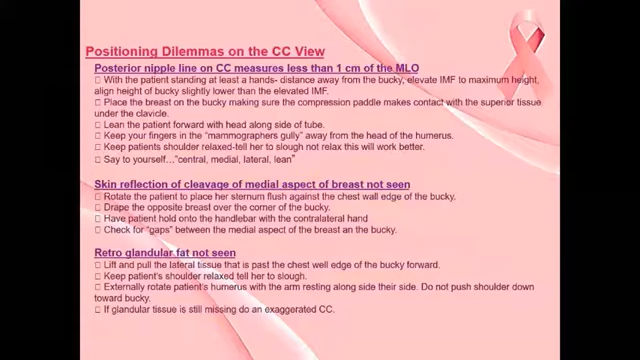 Positioning Dilemmas on the CC View
Posterior nipple line on CC measures less than 1 cm of the MLO
☐ With the patient standing at least a hands- distance away from the bucky, elevate IMF to maximum height,
align height of bucky slightly lower than the elevated IMF.
☐ Place the breast on the bucky making sure the compression paddle makes contact with the superior tissue
under the clavicle.
☐ Lean the patient forward with head along side of tube.
☐ Keep your fingers in the “mammographers gully” away from the head of the humerus.
☐ Keep patients shoulder relaxed-tell her to slough not relax this will work better.
☐ Say to yourself…“central, medial, lateral, lean”
Skin reflection of cleavage of medial aspect of breast not seen
☐ Rotate the patient to place her sternum flush against the chest wall edge of the bucky.
☐ Drape the opposite breast over the corner of the bucky.
☐ Have patient hold onto the handlebar with the contralateral hand
☐ Check for “gaps” between the medial aspect of the breast an the bucky.
Retro glandular fat not seen
☐ Lift and pull the lateral tissue that is past the chest well edge of the bucky forward.
☐ Keep patient's shoulder relaxed tell her to slough.
☐ Externally rotate patient's humerus with the arm resting along side their side. Do not push shoulder down
toward bucky.
☐ If glandular tissue is still missing do an exaggerated CC.